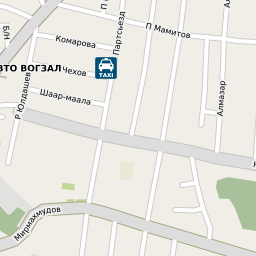 П Мамитов
Комарова
Партсъезд
Б/Н
Чехов
TAXI
ВТО ВОГЗАЛ
Шаар-маала
Р Юлдашев
Алмазар
Мирмахмудов